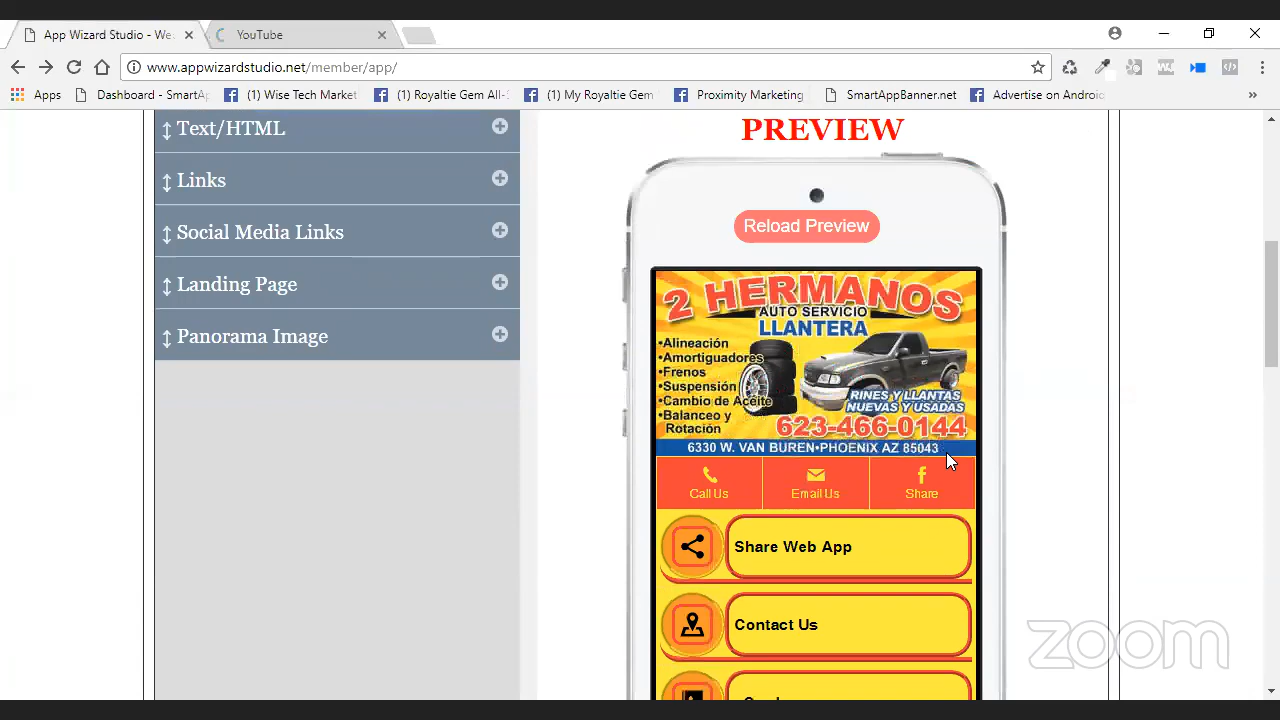 App Wizard Studio - We
YouTube
www.appwizardstudio.net/member/app/
Apps
Dashboard - SmartAp
(1) Wise Tech Market
(1) Royaltie Gem All-S
(1) My Royaltie Gem
Proximity Marketing
SmartAppBanner.net
Advertise on Android
»
Text/HTML
Links
Social Media Links
Landing Page
Panorama Image
PREVIEW
Reload Preview
2 HERMANOS
AUTO SERVICIO
LLANTERA
•Alineación
•Amortiguadores
•Frenos
•Suspensión
•Cambio de Aceite
•Balanceo y
Rotación
RINES Y LLANTAS
NUEVAS Y USADAS
623-466-0144
6330 W. VAN BUREN•PHOENIX AZ 85043
Call Us
Email Us
Share
Share Web App
Contact Us
zoom